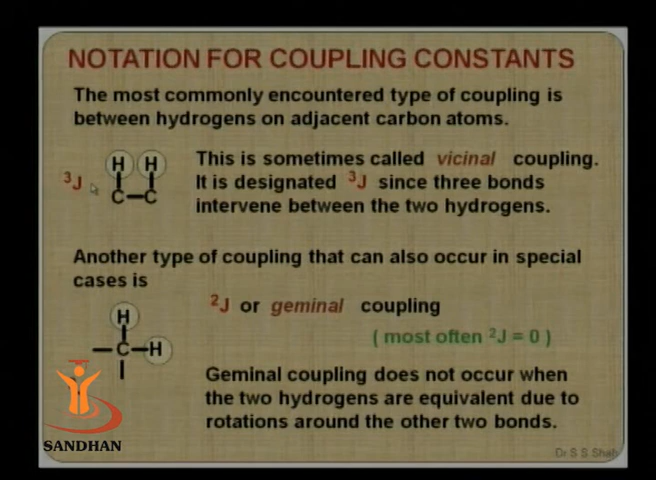 NOTATION FOR COUPLING CONSTANTS
The most commonly encountered type of coupling is
between hydrogens on adjacent carbon atoms.
³J
H H
C C
This is sometimes called vicinal coupling.
It is designated ³J since three bonds
intervene between the two hydrogens.
Another type of coupling that can also occur in special
cases is
H
C H
²J or geminal coupling
( most often ²J = 0 )
Geminal coupling does not occur when
the two hydrogens are equivalent due to
rotations around the other two bonds.
SANDHAN
Dr S S Shah